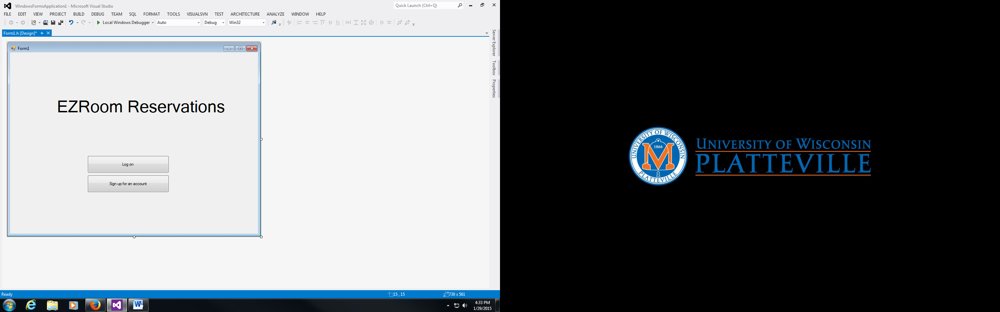 WindowsFormsApplication1 - Microsoft Visual Studio
Quick Launch (Ctrl+Q)
FILE EDIT VIEW PROJECT BUILD DEBUG TEAM SQL FORMAT TOOLS VISUALSVN TEST ARCHITECTURE ANALYZE WINDOW HELP
Local Windows Debugger Auto Debug Win32
Form1.h [Design]*
Server Explorer
Toolbox
Properties
Form1
EZRoom Reservations
Log on
Sign up for an account
Ready
15 , 15
730 x 561
4:33 PM
1/29/2015
UNIVERSITY OF WISCONSIN
1866
M
PLATTEVILLE
UNIVERSITY OF WISCONSIN
PLATTEVILLE